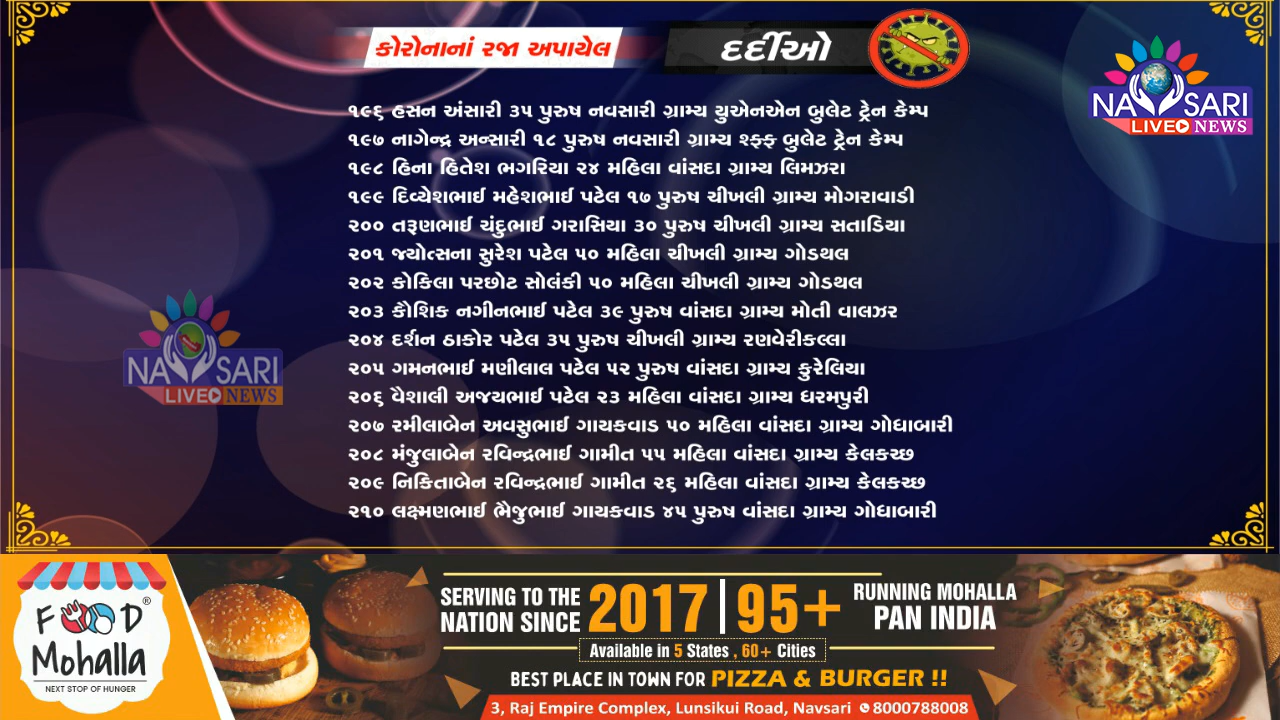 કોરોનાનાં રજા અપાયેલ દર્દીઓ
NAVSARI
LIVE NEWS
૧૯૬ હસન અંસારી ૩૫ પુરુષ નવસારી ગ્રામ્ય યુએનએન બુલેટ ટ્રેન કેમ્પ
૧૯૭ નાગેન્દ્ર અન્સારી ૧૮ પુરુષ નવસારી ગ્રામ્ય ૨ફ્ફ બુલેટ ટ્રેન કેમ્પ
૧૯૮ હિના હિતેશ ભગરિયા ૨૪ મહિલા વાંસદા ગ્રામ્ય લિમઝરા
૧૯૯ દિવ્યેશભાઈ મહેશભાઈ પટેલ ૧૭ પુરુષ ચીખલી ગ્રામ્ય મોગરાવાડી
૨૦૦ તરૂણભાઈ ચંદુભાઈ ગરાસિયા ૩૦ પુરુષ ચીખલી ગ્રામ્ય સતાડિયા
૨૦૧ જ્યોત્સના સુરેશ પટેલ ૫૦ મહિલા ચીખલી ગ્રામ્ય ગોડથલ
૨૦૨ કોકિલા પરછોટ સોલંકી ૫૦ મહિલા ચીખલી ગ્રામ્ય ગોડથલ
૨૦૩ કૌશિક નગીનભાઈ પટેલ ૩૯ પુરુષ વાંસદા ગ્રામ્ય મોતી વાલઝર
૨૦૪ દર્શન ઠાકોર પટેલ ૩૫ પુરુષ ચીખલી ગ્રામ્ય રણવેરીકલ્લા
૨૦૫ ગમનભાઈ મણીલાલ પટેલ ૫૨ પુરુષ વાંસદા ગ્રામ્ય કુરેલિયા
૨૦૬ વૈશાલી અજયભાઈ પટેલ ૨૩ મહિલા વાંસદા ગ્રામ્ય ધરમપુરી
૨૦૭ રમીલાબેન અવસુભાઈ ગાયકવાડ ૫૦ મહિલા વાંસદા ગ્રામ્ય ગોધાબારી
૨૦૮ મંજુલાબેન રવિન્દ્રભાઈ ગામીત ૫૫ મહિલા વાંસદા ગ્રામ્ય કેલકચ્છ
૨૦૯ નિકિતાબેન રવિન્દ્રભાઈ ગામીત ૨૬ મહિલા વાંસદા ગ્રામ્ય કેલકચ્છ
૨૧૦ લક્ષ્મણભાઈ ભૈજુભાઈ ગાયકવાડ ૪૫ પુરુષ વાંસદા ગ્રામ્ય ગોધાબારી
NAVSARI
LIVE NEWS
FOOD®
Mohalla
NEXT STOP OF HUNGER
SERVING TO THE
NATION SINCE
2017 | 95+
RUNNING MOHALLA
PAN INDIA
Available in 5 States , 60+ Cities
BEST PLACE IN TOWN FOR PIZZA & BURGER !!
3, Raj Empire Complex, Lunsikui Road, Navsari 8000788008